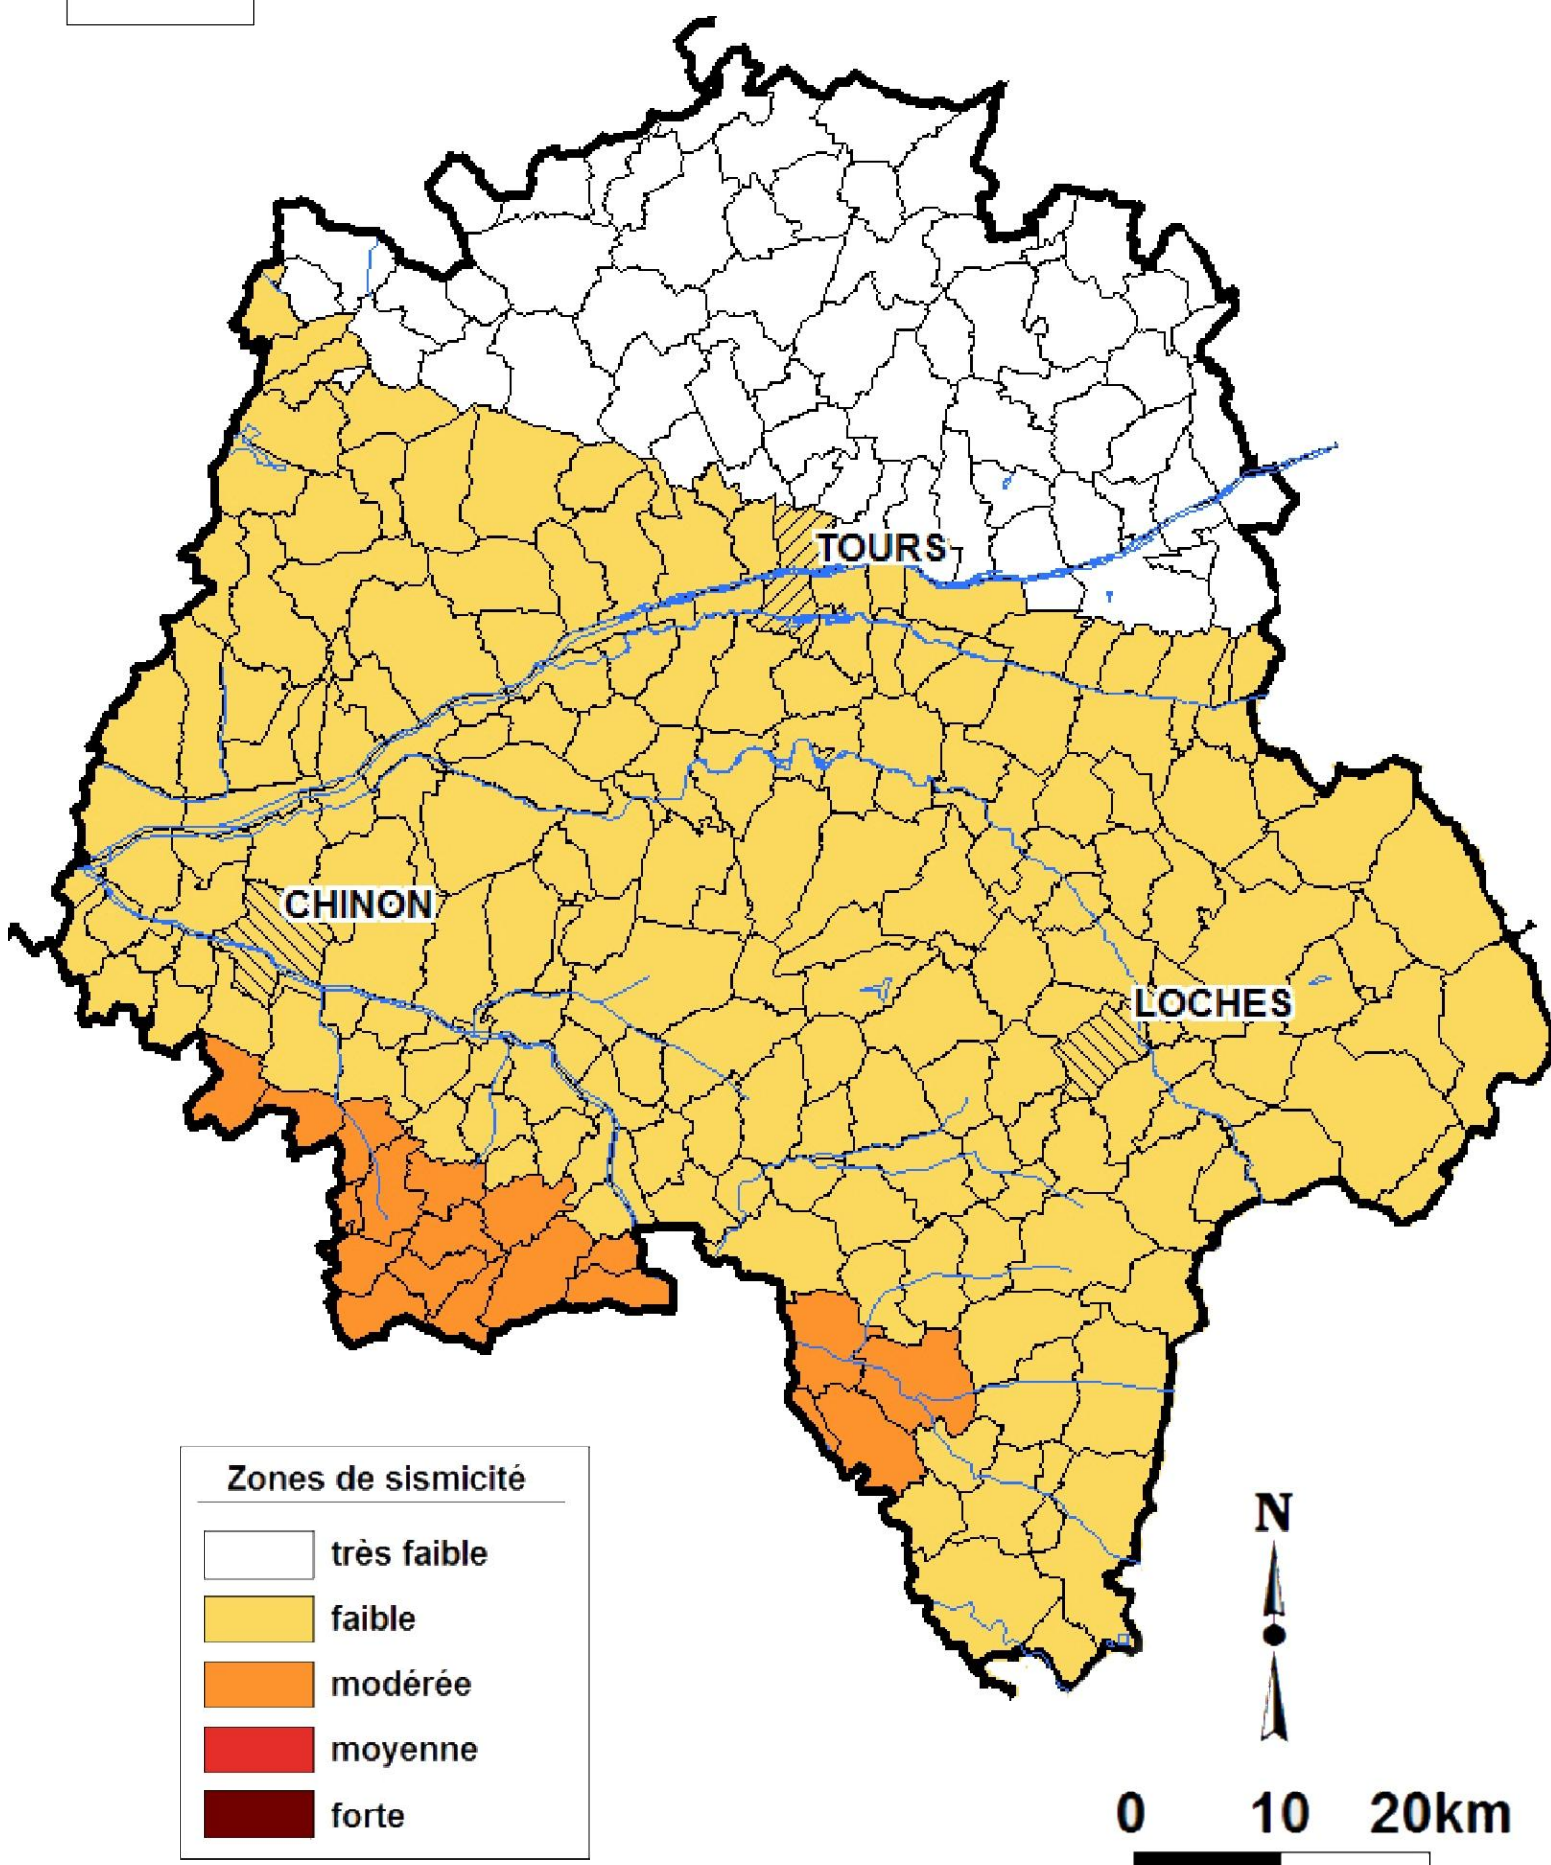 TOURS
CHINON
LOCHES
Zones de sismicité
très faible
faible
modérée
moyenne
forte
N
0 10 20km